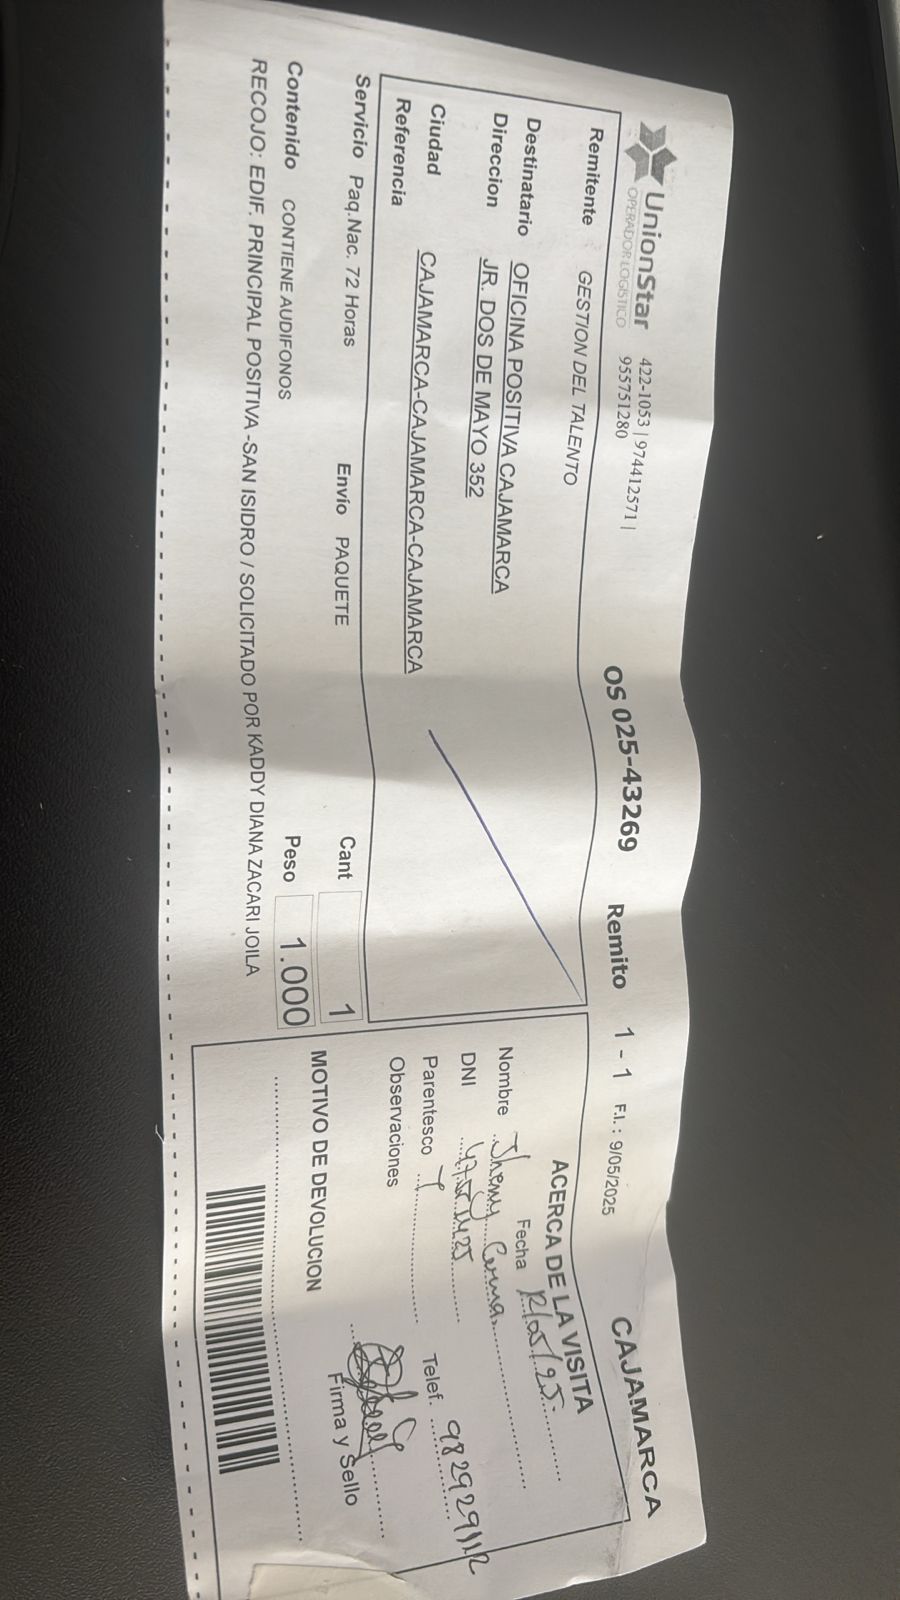 UnionStar
OPERADOR LOGISTICO
422-1053 | 974412571 |
955751280
OS 025-43269 Remito 1 - 1 F.I. : 9/05/2025 CAJAMARCA
Remitente GESTION DEL TALENTO
Destinatario OFICINA POSITIVA CAJAMARCA
Direccion JR. DOS DE MAYO 352
Ciudad CAJAMARCA-CAJAMARCA-CAJAMARCA
Referencia
Servicio Paq.Nac. 72 Horas Envio PAQUETE Cant 1
Contenido CONTIENE AUDIFONOS Peso 1.000
RECOJO: EDIF. PRINCIPAL POSITIVA -SAN ISIDRO / SOLICITADO POR KADDY DIANA ZACARI JOILA
ACERCA DE LA VISITA
Fecha 12/05/25
Nombre
DNI
Parentesco Telef.
Observaciones
Firma y Sello
MOTIVO DE DEVOLUCION